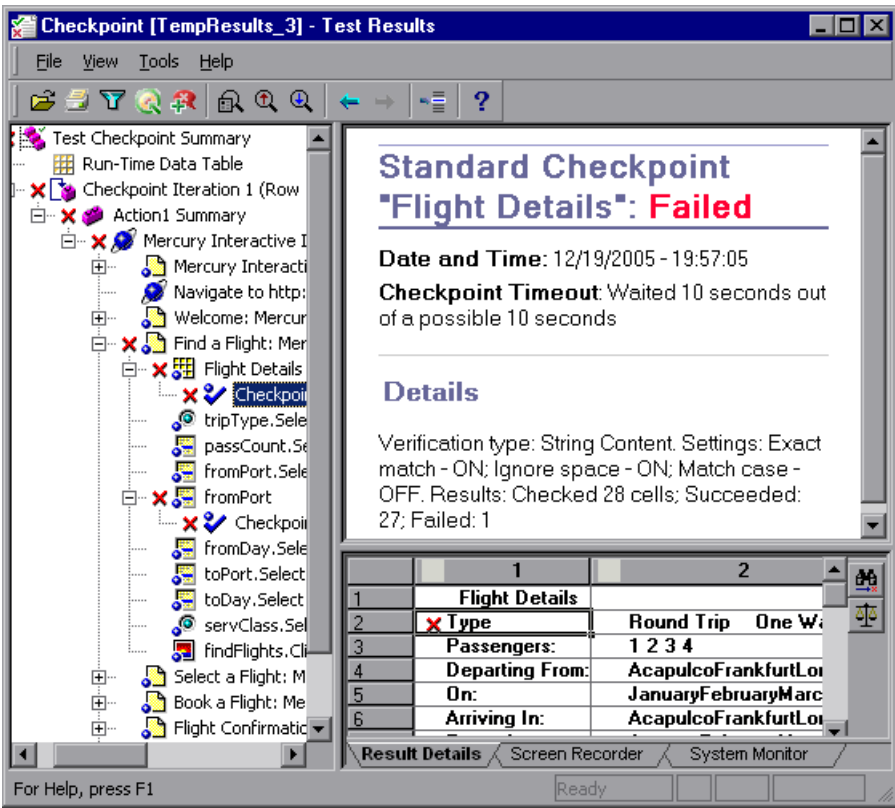 Checkpoint [TempResults_3] - Test Results
File View Tools Help
?
Test Checkpoint Summary
Run-Time Data Table
Checkpoint Iteration 1 (Row
Action1 Summary
Mercury Interactive I
Mercury Interacti
Navigate to http:
Welcome: Mercur
Find a Flight: Mer
Flight Details
Checkpoi
tripType.Sele
passCount.Se
fromPort.Sele
fromPort
Checkpoi
fromDay.Sele
toPort.Select
toDay.Select
servClass.Sel
findFlights.Cli
Select a Flight: M
Book a Flight: Me
Flight Confirmatic
Standard Checkpoint
"Flight Details": Failed
Date and Time: 12/19/2005 - 19:57:05
Checkpoint Timeout: Waited 10 seconds out
of a possible 10 seconds
Details
Verification type: String Content. Settings: Exact
match - ON; Ignore space - ON; Match case -
OFF. Results: Checked 28 cells; Succeeded:
27; Failed: 1
1 2
1 Flight Details
2 Type Round Trip One Wa
3 Passengers: 1 2 3 4
4 Departing From: AcapulcoFrankfurtLon
5 On: JanuaryFebruaryMarc
6 Arriving In: AcapulcoFrankfurtLon
Result Details Screen Recorder System Monitor
For Help, press F1 Ready